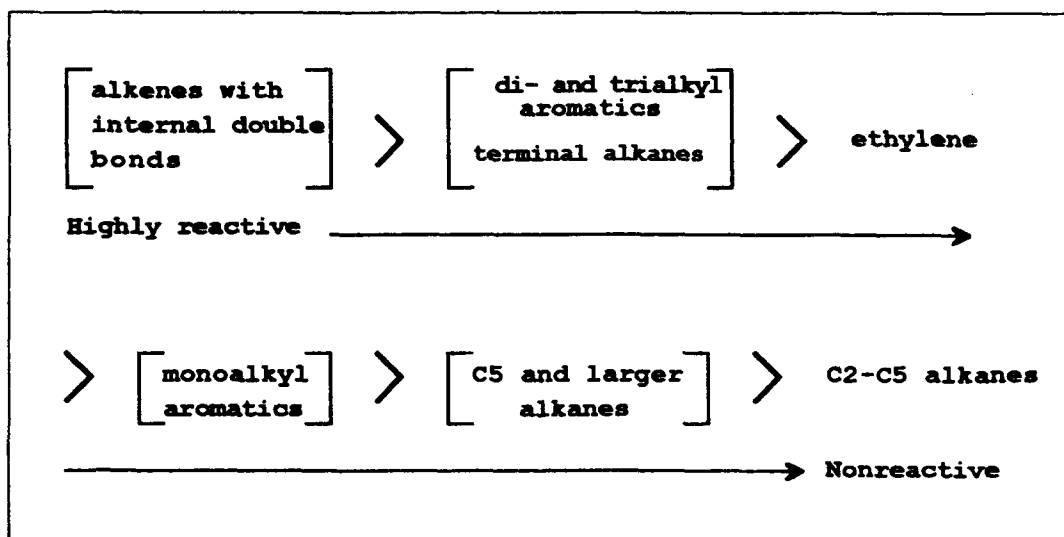 alkenes with
internal double
bonds
>
di- and trialkyl
aromatics
terminal alkanes
>
ethylene
Highly reactive
>
monoalkyl
aromatics
>
C5 and larger
alkanes
>
C2-C5 alkanes
Nonreactive